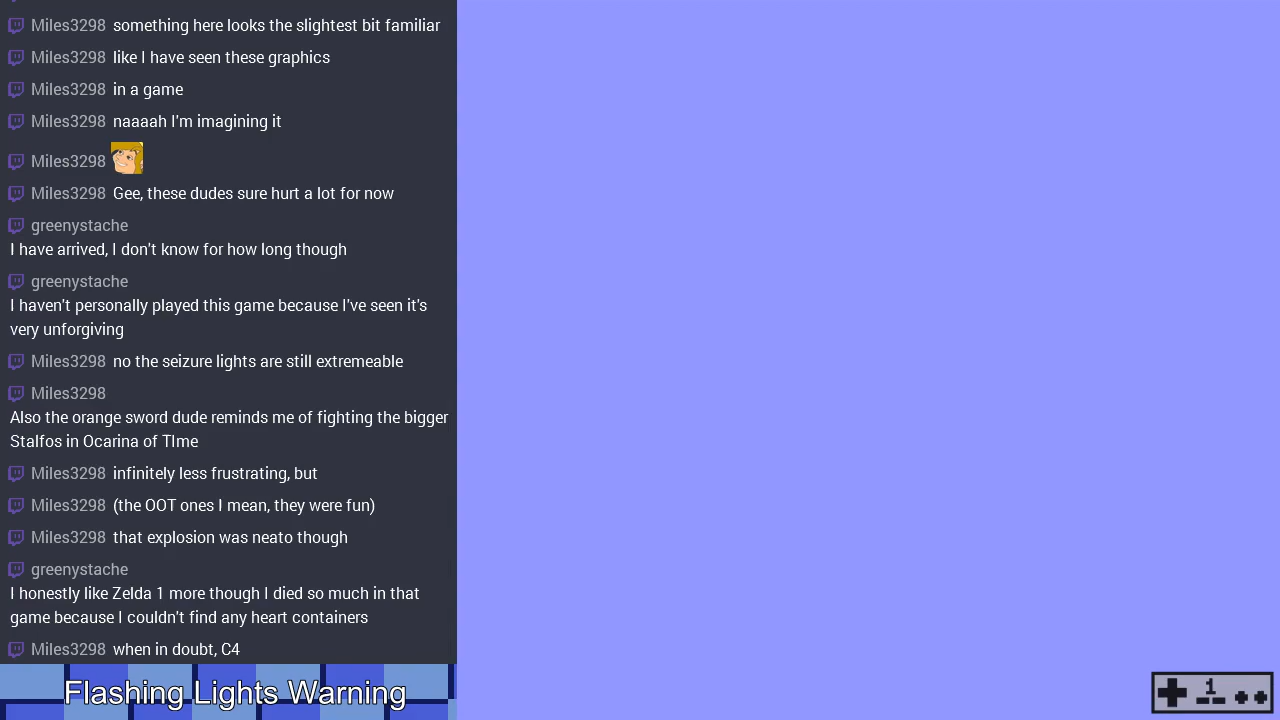 Miles3298 something here looks the slightest bit familiar
Miles3298 like I have seen these graphics
Miles3298 in a game
Miles3298 naaaah I'm imagining it
Miles3298
Miles3298 Gee, these dudes sure hurt a lot for now
greenystache
I have arrived, I don't know for how long though
greenystache
I haven't personally played this game because I've seen it's
very unforgiving
Miles3298 no the seizure lights are still extremeable
Miles3298
Also the orange sword dude reminds me of fighting the bigger
Stalfos in Ocarina of TIme
Miles3298 infinitely less frustrating, but
Miles3298 (the OOT ones I mean, they were fun)
Miles3298 that explosion was neato though
greenystache
I honestly like Zelda 1 more though I died so much in that
game because I couldn't find any heart containers
Miles3298 when in doubt, C4
Flashing Lights Warning
1